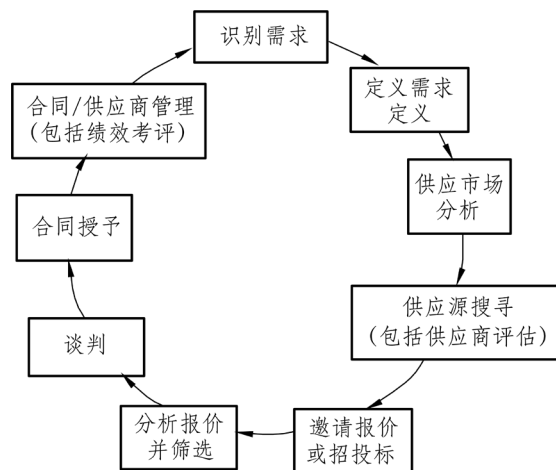 识别需求
定义需求
定义
供应市场
分析
供应源搜寻
(包括供应商评估)
邀请报价
或招投标
分析报价
并筛选
谈判
合同授予
合同/供应商管理
(包括绩效考评)